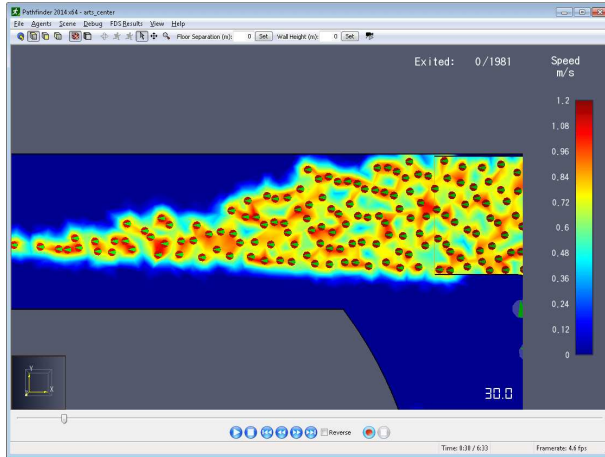 Pathfinder 2014 x64 - arts_center
File Agents Scene Debug FDS Results View Help
Floor Separation (m): 0 Set Wall Height (m): 0 Set
Exited: 0/1981
Speed
m/s
1.2
1.08
0.96
0.84
0.72
0.6
0.48
0.36
0.24
0.12
0
Y
X
30.0
Reverse
Time: 0:30 / 6:33 Framerate: 4.6 fps